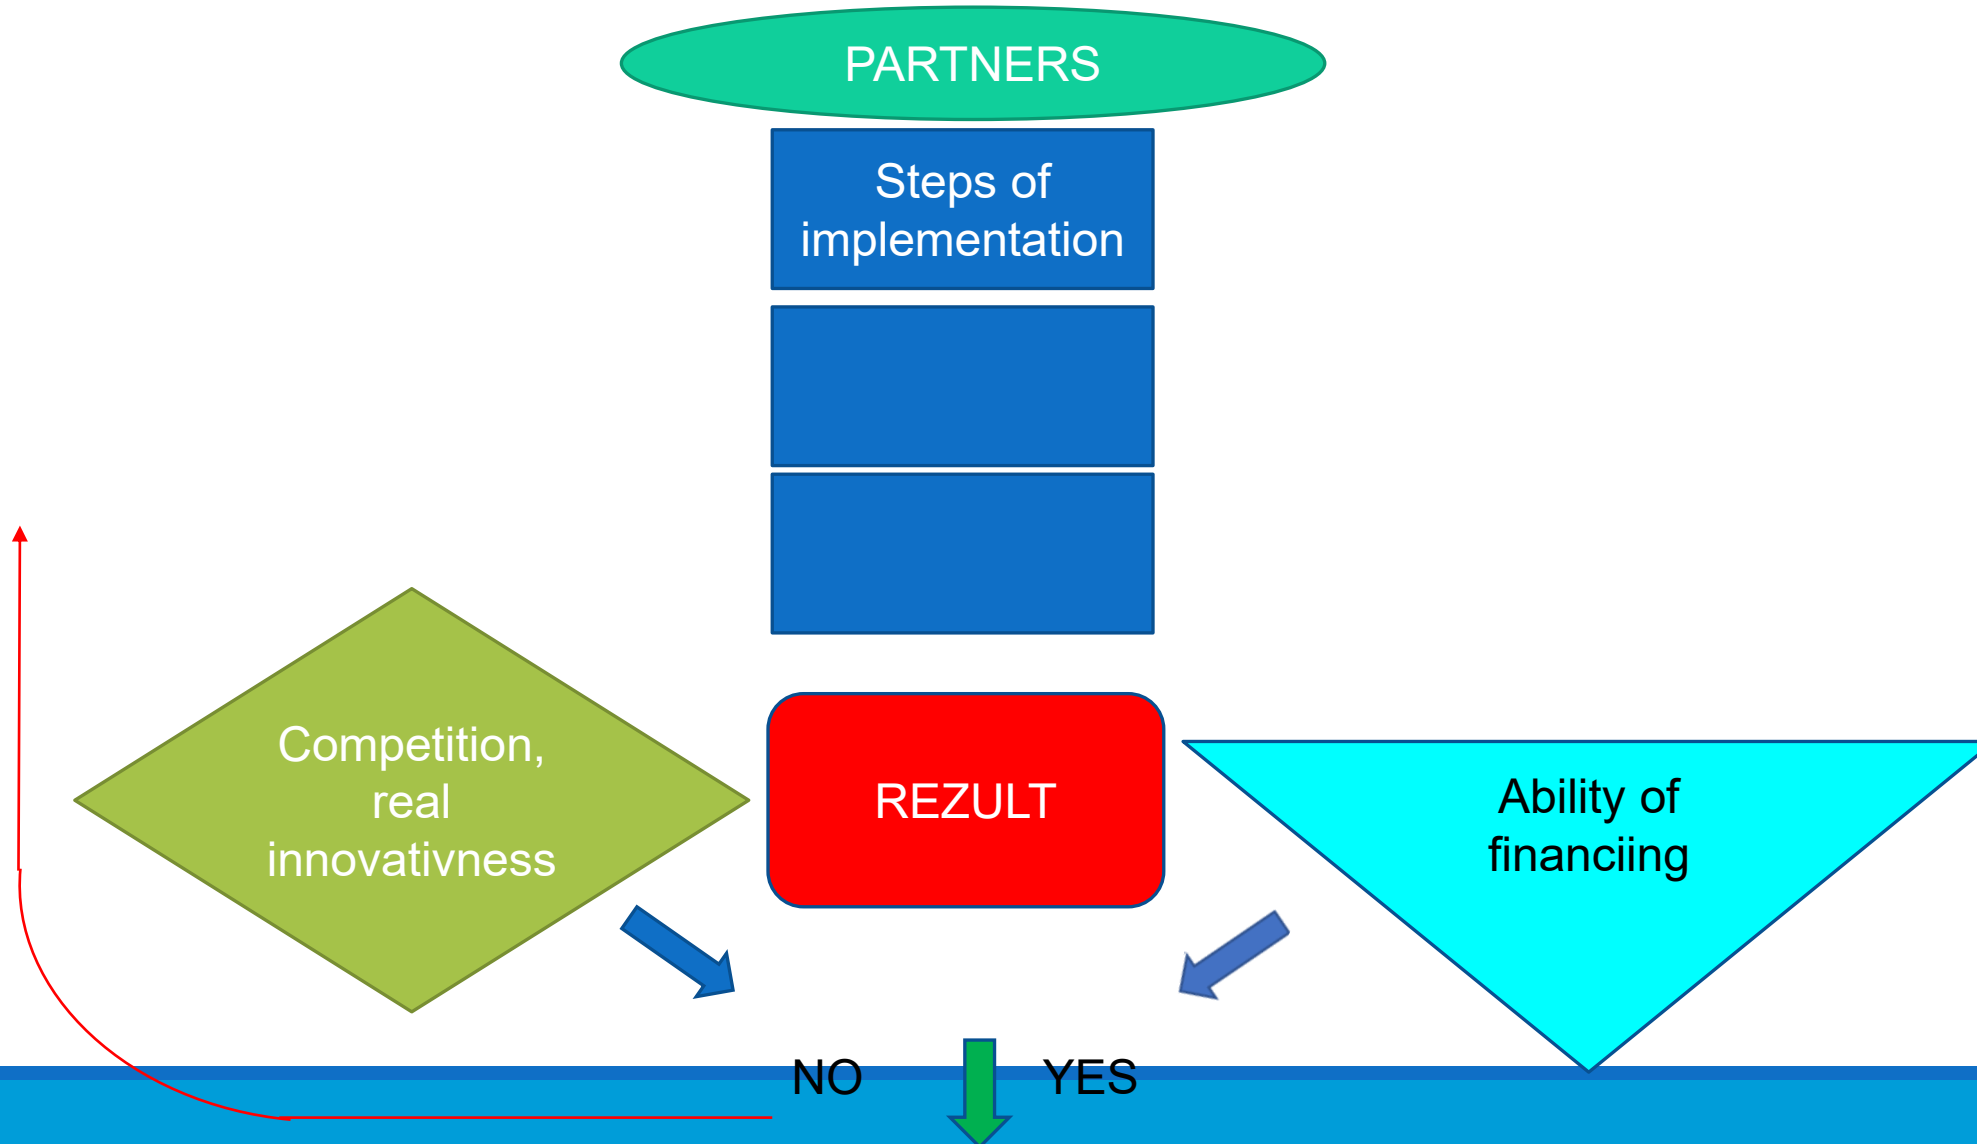 PARTNERS
Steps of
implementation
Competition,
real
innovativness
REZULT
Ability of
financiing
NO
YES